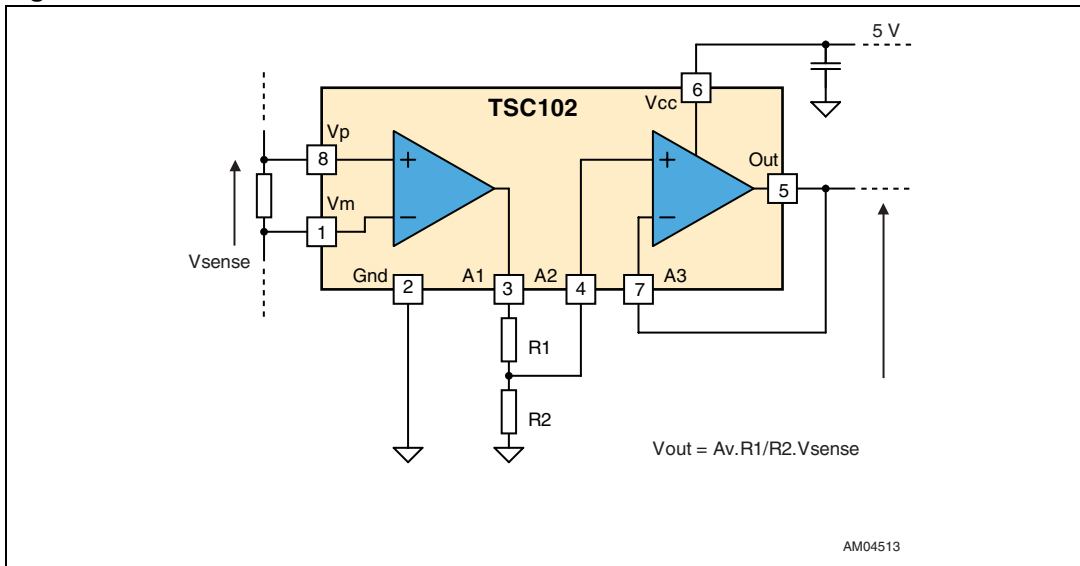 5 V
6
Vcc
TSC102
Vp
8
+
+
Out
5
Vm
−
−
1
Vsense
Gnd
A1
A2
A3
2
3
4
7
R1
R2
Vout = Av.R1/R2.Vsense
AM04513